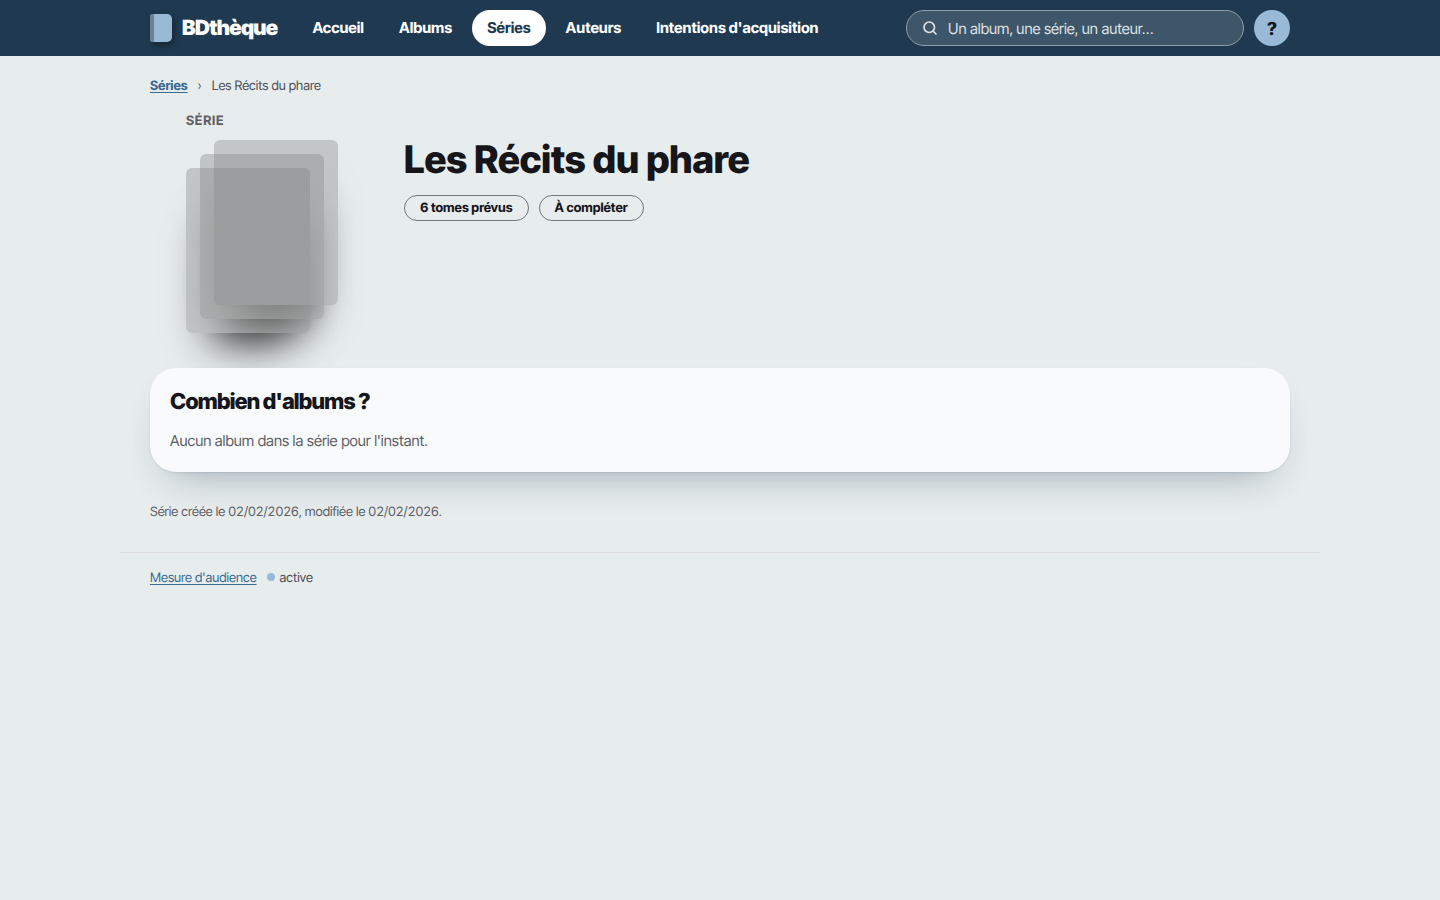 BDthèque Accueil Albums Séries Auteurs Intentions d'acquisition Un album, une série, un auteur... ?
Séries › Les Récits du phare
SÉRIE
Les Récits du phare
6 tomes prévus À compléter
Combien d'albums ?
Aucun album dans la série pour l'instant.
Série créée le 02/02/2026, modifiée le 02/02/2026.
Mesure d'audience active